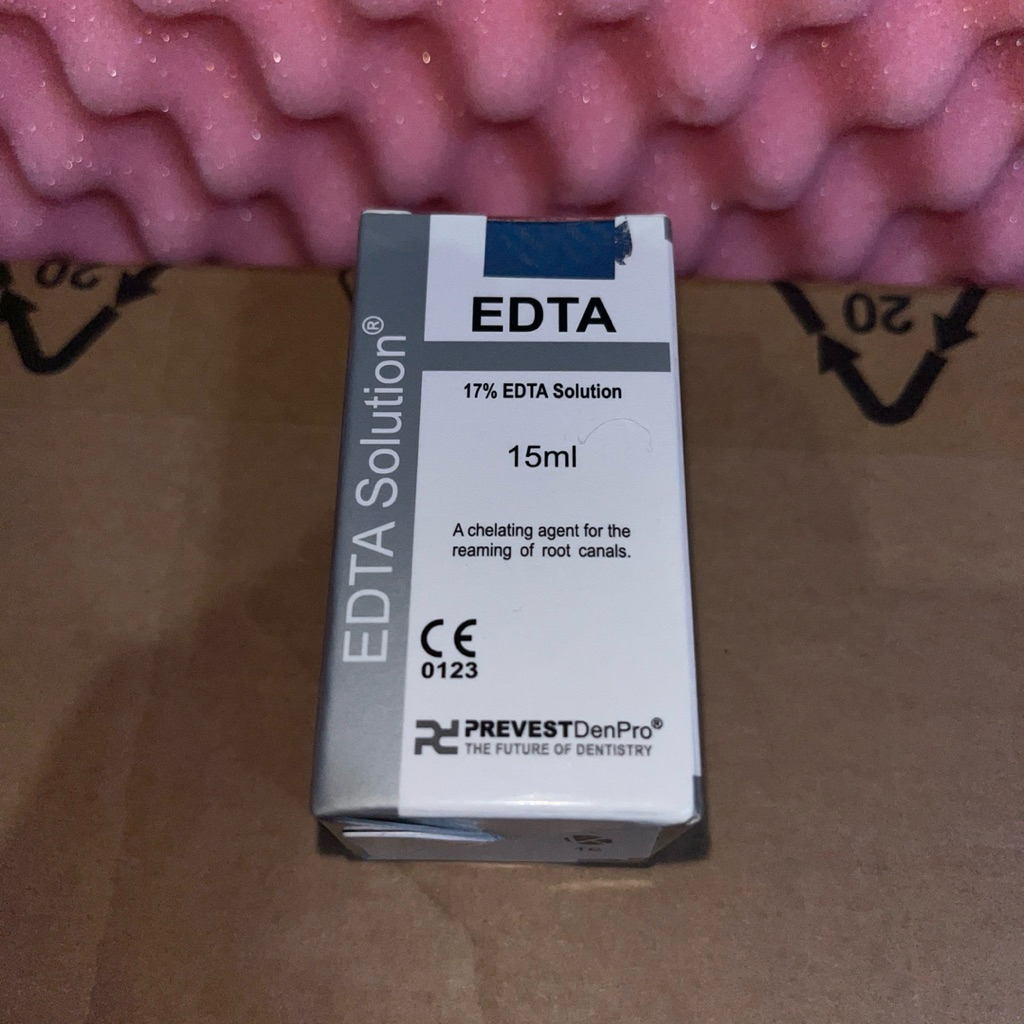 EDTA
17% EDTA Solution
15ml
A chelating agent for the
reaming of root canals.
CE
0123
PREVESTDenPro®
THE FUTURE OF DENTISTRY
EDTA Solution®
20
20